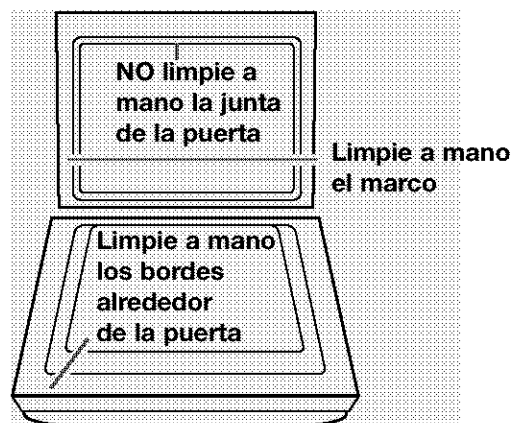 NO limpie a
mano la junta
de la puerta
Limpie a mano
el marco
Limpie a mano
los bordes
alrededor
de la puerta